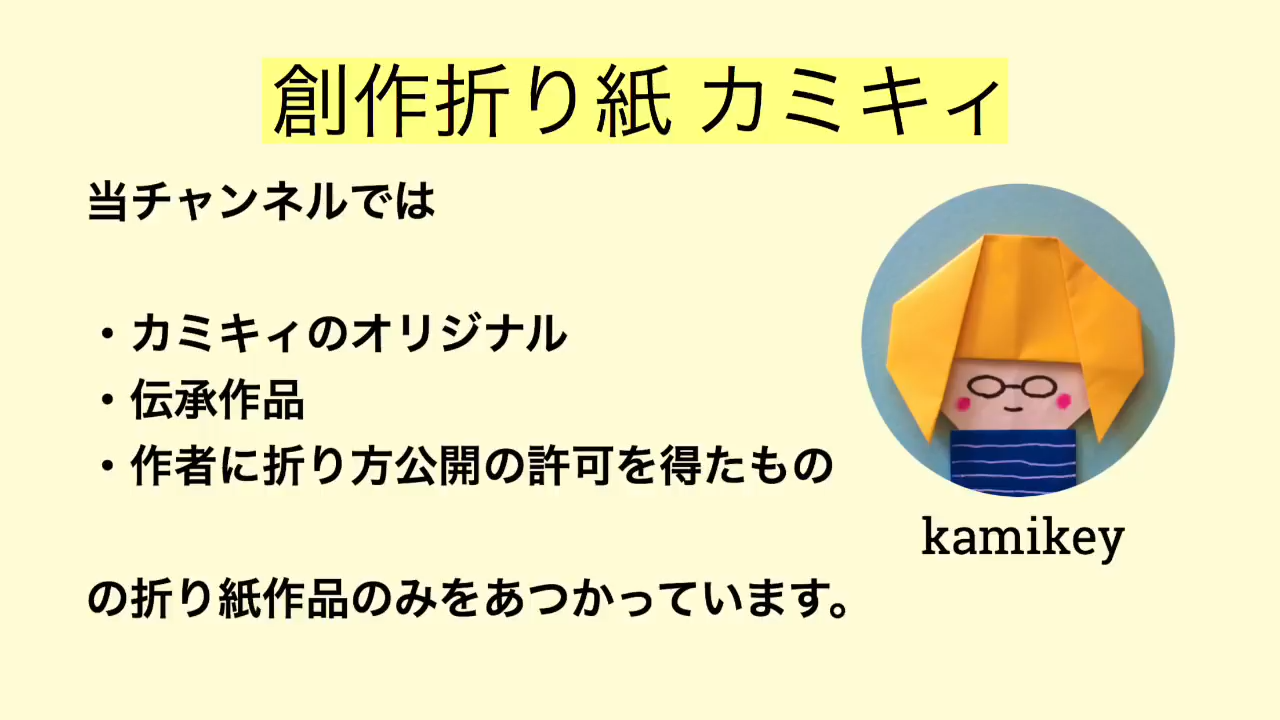 創作折り紙 カミキィ
当チャンネルでは
・カミキィのオリジナル
・伝承作品
・作者に折り方公開の許可を得たもの
の折り紙作品のみをあつかっています。
kamikey